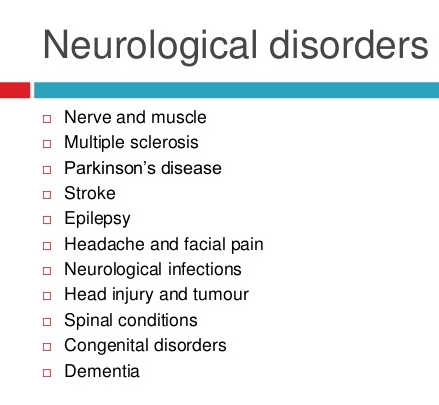 Neurological disorders
Nerve and muscle
Multiple sclerosis
Parkinson’s disease
Stroke
Epilepsy
Headache and facial pain
Neurological infections
Head injury and tumour
Spinal conditions
Congenital disorders
Dementia